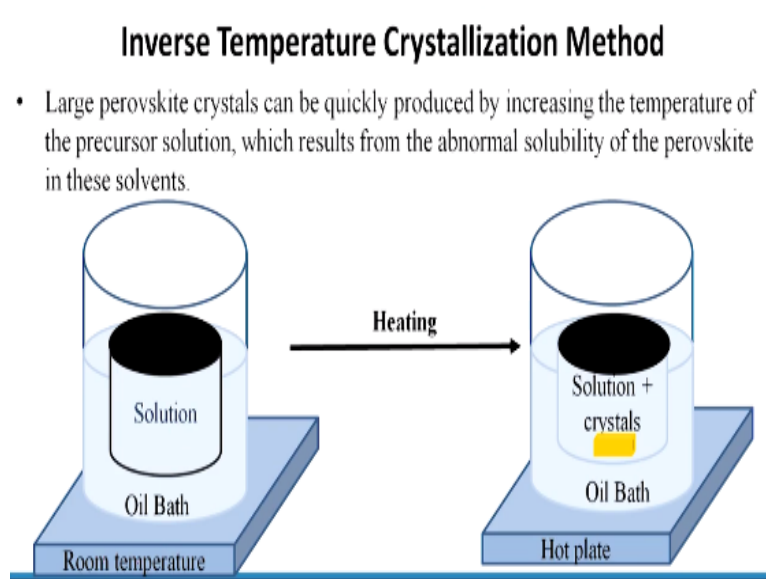 Inverse Temperature Crystallization Method
• Large perovskite crystals can be quickly produced by increasing the temperature of
the precursor solution, which results from the abnormal solubility of the perovskite
in these solvents.
Heating
Solution
Solution +
crystals
Oil Bath
Oil Bath
Room temperature
Hot plate